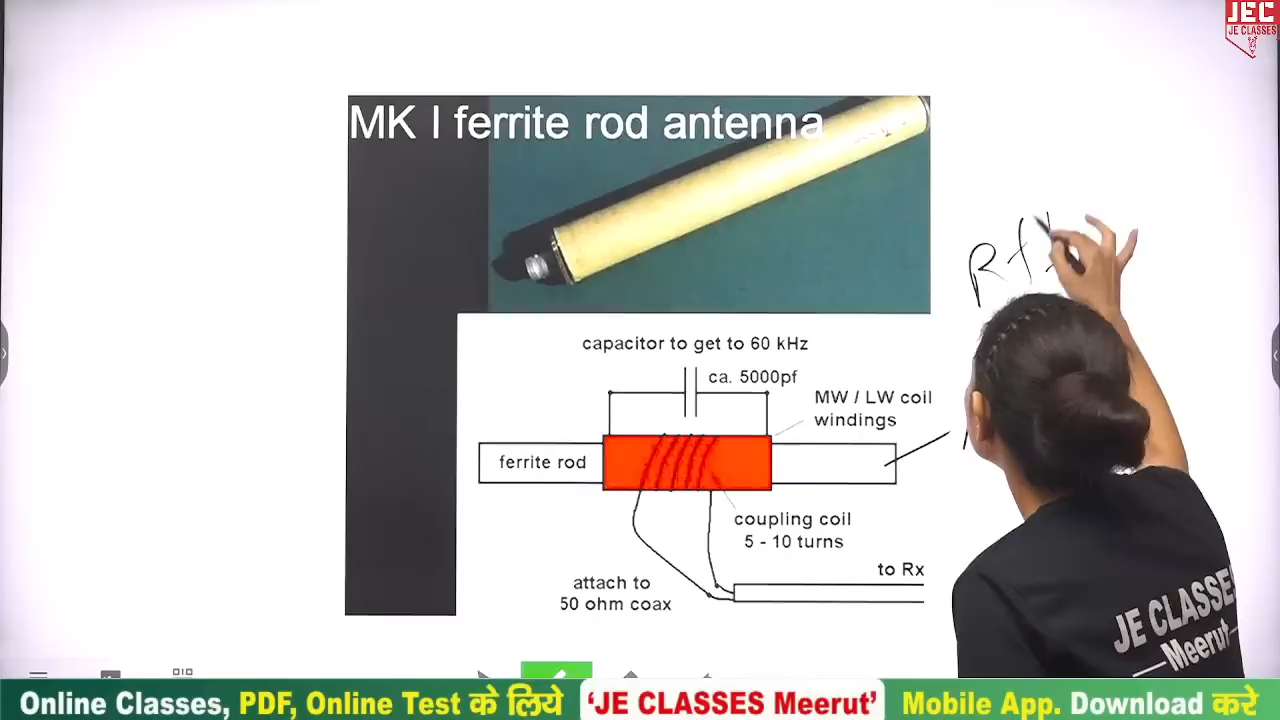 JEC
JE CLASSES
MK I ferrite rod antenna
capacitor to get to 60 kHz
ca. 5000pf
MW / LW coil
windings
ferrite rod
coupling coil
5 - 10 turns
to Rx
attach to
50 ohm coax
JE CLASSES
Meerut
Online Classes, PDF, Online Test के लिये 'JE CLASSES Meerut' Mobile App. Download करे